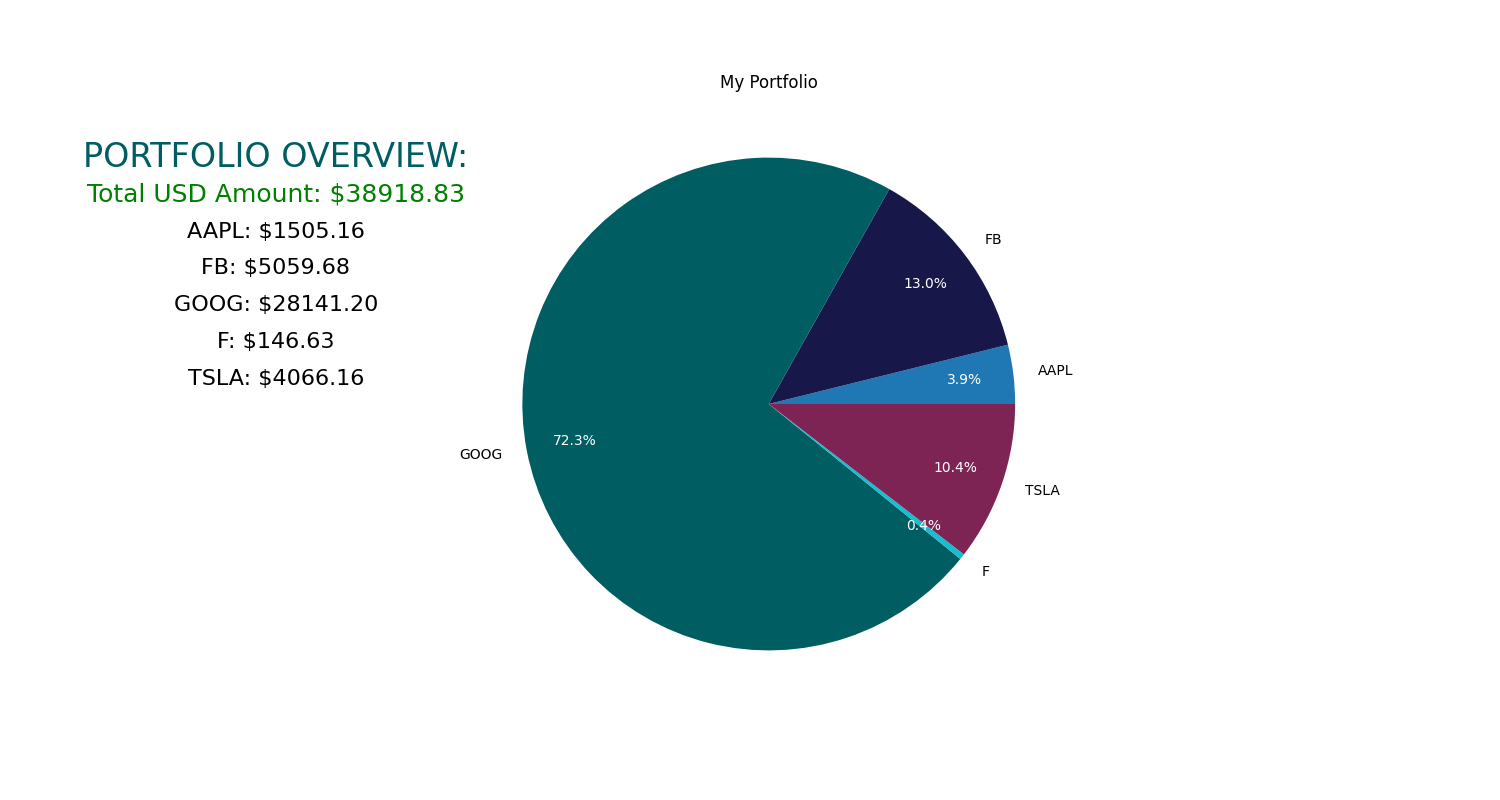 My Portfolio
PORTFOLIO OVERVIEW:
Total USD Amount: $38918.83
AAPL: $1505.16
FB: $5059.68
GOOG: $28141.20
F: $146.63
TSLA: $4066.16
FB
13.0%
AAPL
3.9%
72.3%
GOOG
10.4%
TSLA
0.4%
F